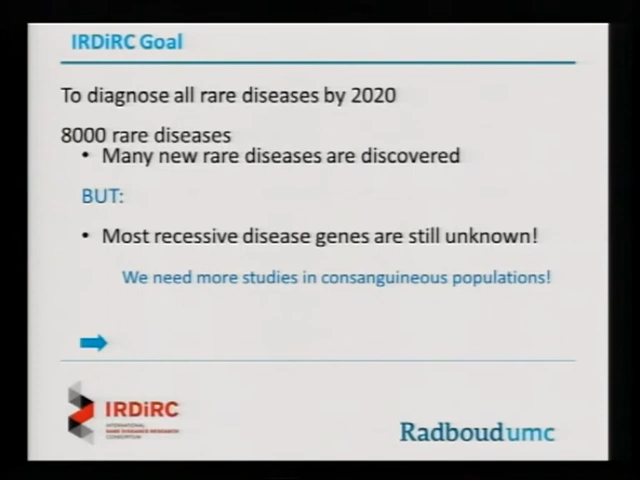 IRDiRC Goal
To diagnose all rare diseases by 2020
8000 rare diseases
• Many new rare diseases are discovered
BUT:
• Most recessive disease genes are still unknown!
We need more studies in consanguineous populations!
IRDiRC
INTERNATIONAL
RARE DISEASES RESEARCH
CONSORTIUM
Radboudumc